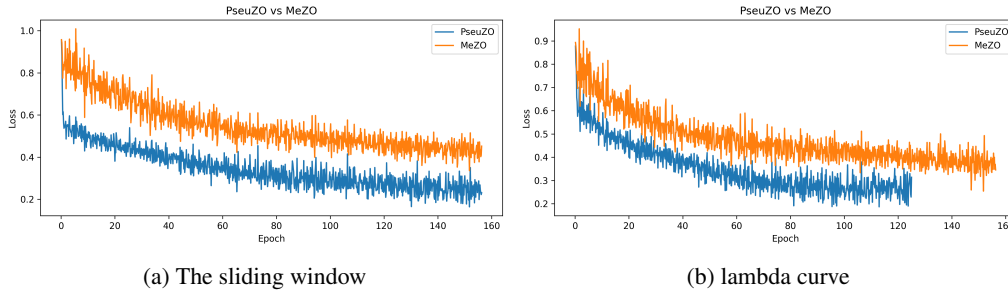 PseuZO vs MeZO
PseuZO
MeZO
Loss
1.0
0.8
0.6
0.4
0.2
0 20 40 60 80 100 120 140 160
Epoch
(a) The sliding window
PseuZO vs MeZO
PseuZO
MeZO
Loss
0.9
0.8
0.7
0.6
0.5
0.4
0.3
0.2
0 20 40 60 80 100 120 140 160
Epoch
(b) lambda curve